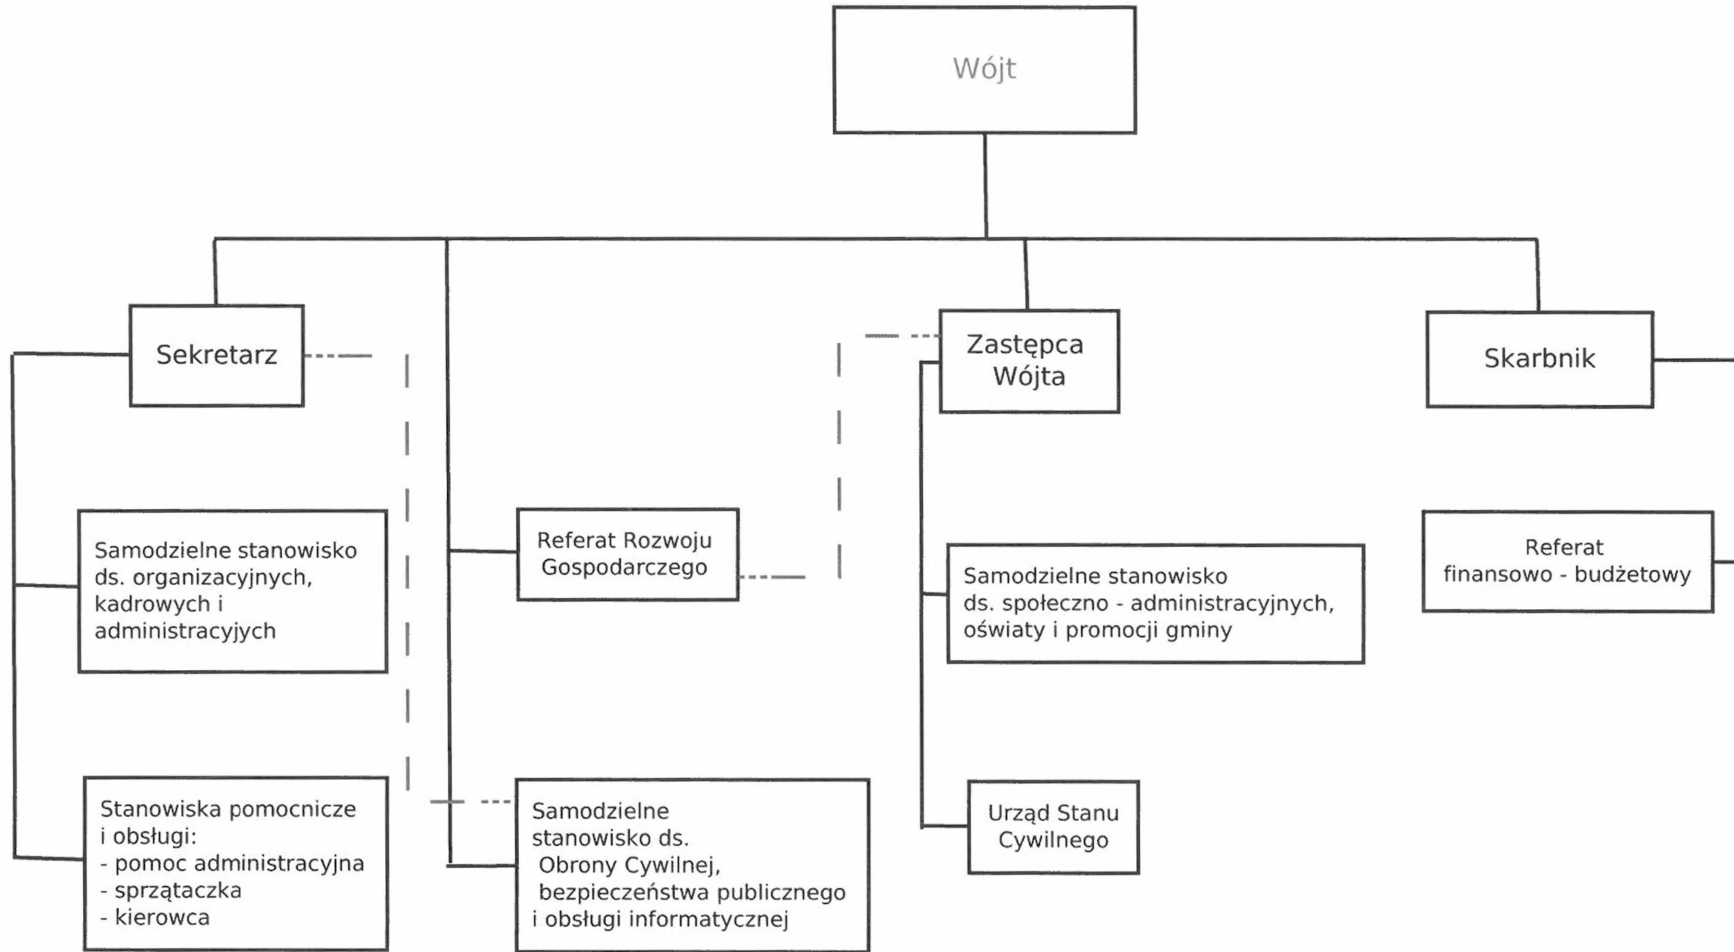 Wójt
Sekretarz
Zastępca
Wójta
Skarbnik
Samodzielne stanowisko
ds. organizacyjnych,
kadrowych i
administracyjych
Referat Rozwoju
Gospodarczego
Samodzielne stanowisko
ds. społeczno - administracyjnych,
oświaty i promocji gminy
Referat
finansowo - budżetowy
Stanowiska pomocnicze
i obsługi:
- pomoc administracyjna
- sprzątaczka
- kierowca
Samodzielne
stanowisko ds.
Obrony Cywilnej,
bezpieczeństwa publicznego
i obsługi informatycznej
Urząd Stanu
Cywilnego